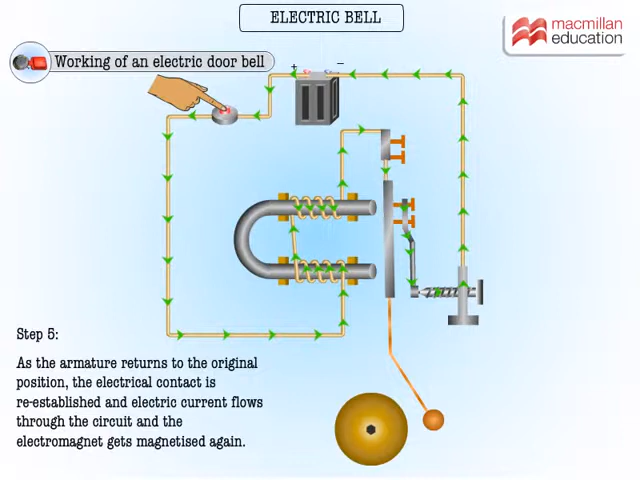 ELECTRIC BELL
macmillan
education
Working of an electric door bell
+ −
Step 5:
As the armature returns to the original
position, the electrical contact is
re-established and electric current flows
through the circuit and the
electromagnet gets magnetised again.